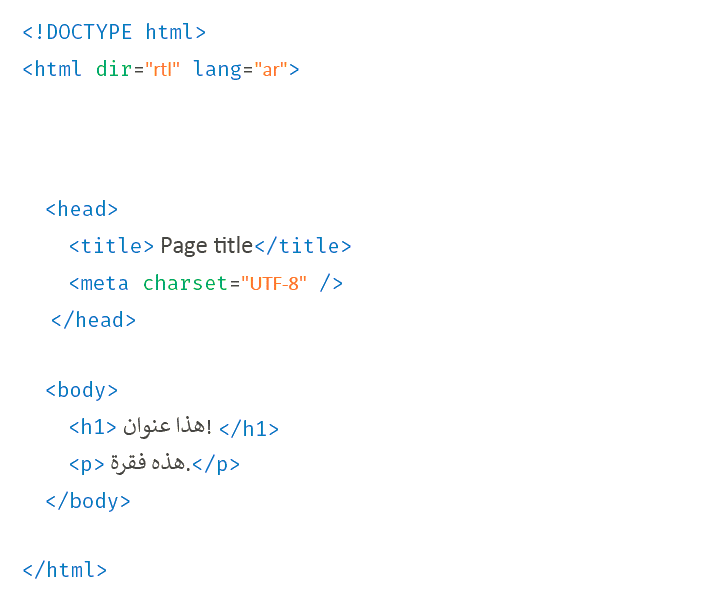 <!DOCTYPE html>
<html dir="rtl" lang="ar">
<head>
<title> Page title</title>
<meta charset="UTF-8" />
</head>
<body>
<h1> هذا عنوان! </h1>
<p> هذه فقرة.</p>
</body>
</html>